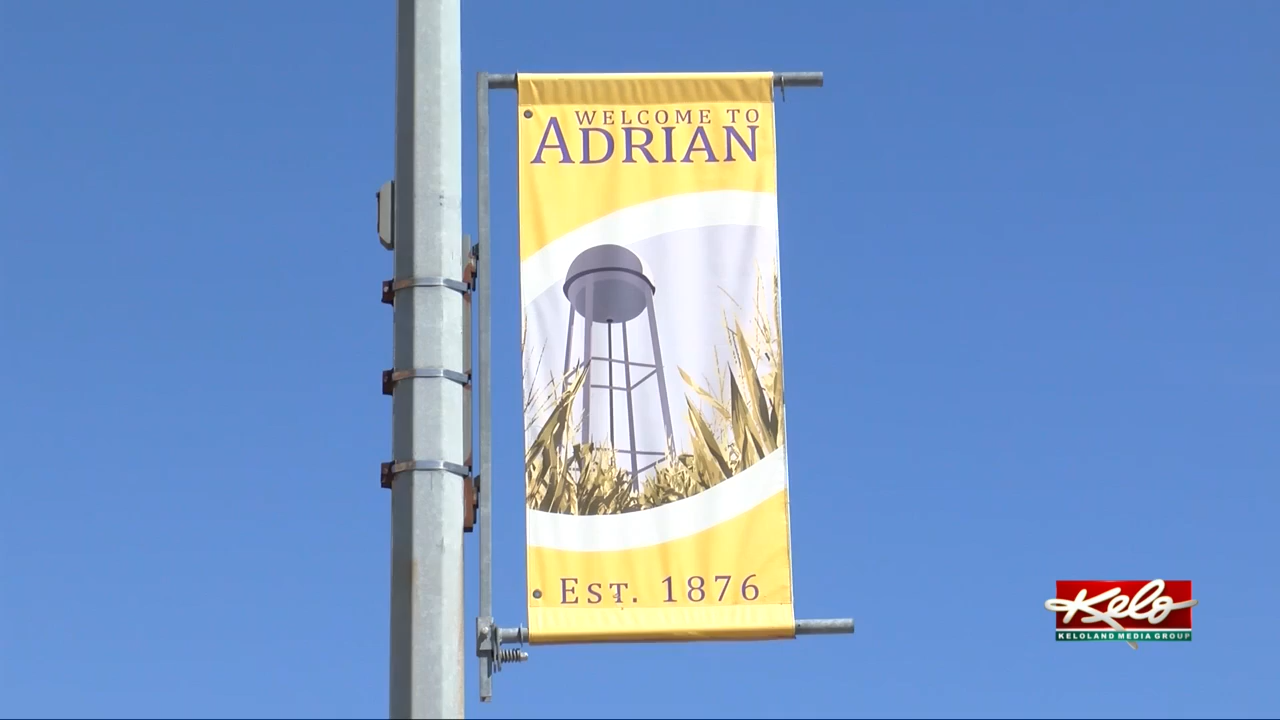 WELCOME TO
ADRIAN
EST. 1876
Kelo
KELOLAND MEDIA GROUP